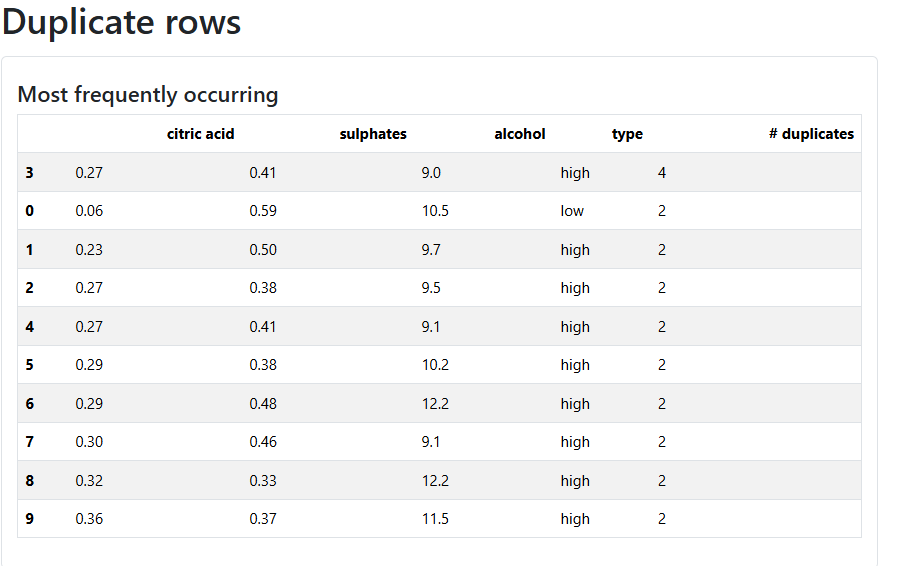 Duplicate rows
Most frequently occurring
citric acid sulphates alcohol type # duplicates
3 0.27 0.41 9.0 high 4
0 0.06 0.59 10.5 low 2
1 0.23 0.50 9.7 high 2
2 0.27 0.38 9.5 high 2
4 0.27 0.41 9.1 high 2
5 0.29 0.38 10.2 high 2
6 0.29 0.48 12.2 high 2
7 0.30 0.46 9.1 high 2
8 0.32 0.33 12.2 high 2
9 0.36 0.37 11.5 high 2